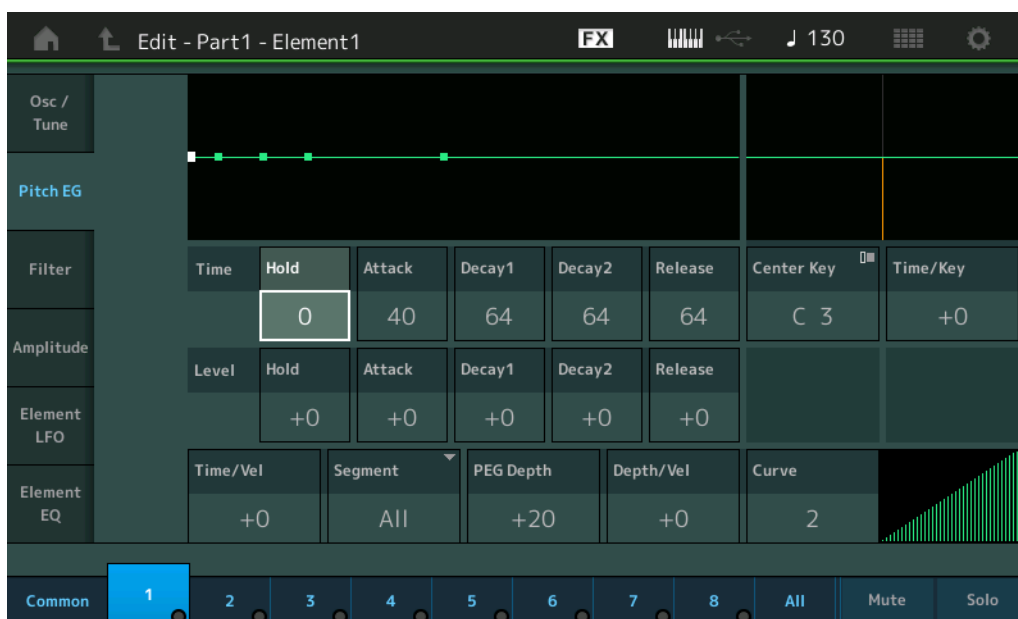 Edit - Part1 - Element1 FX ♩ 130
Osc /
Tune
Pitch EG
Filter
Amplitude
Element
LFO
Element
EQ
Time Hold Attack Decay1 Decay2 Release Center Key Time/Key
0 40 64 64 64 C 3 +0
Level Hold Attack Decay1 Decay2 Release
+0 +0 +0 +0 +0
Time/Vel Segment PEG Depth Depth/Vel Curve
+0 All +20 +0 2
Common 1 2 3 4 5 6 7 8 All Mute Solo